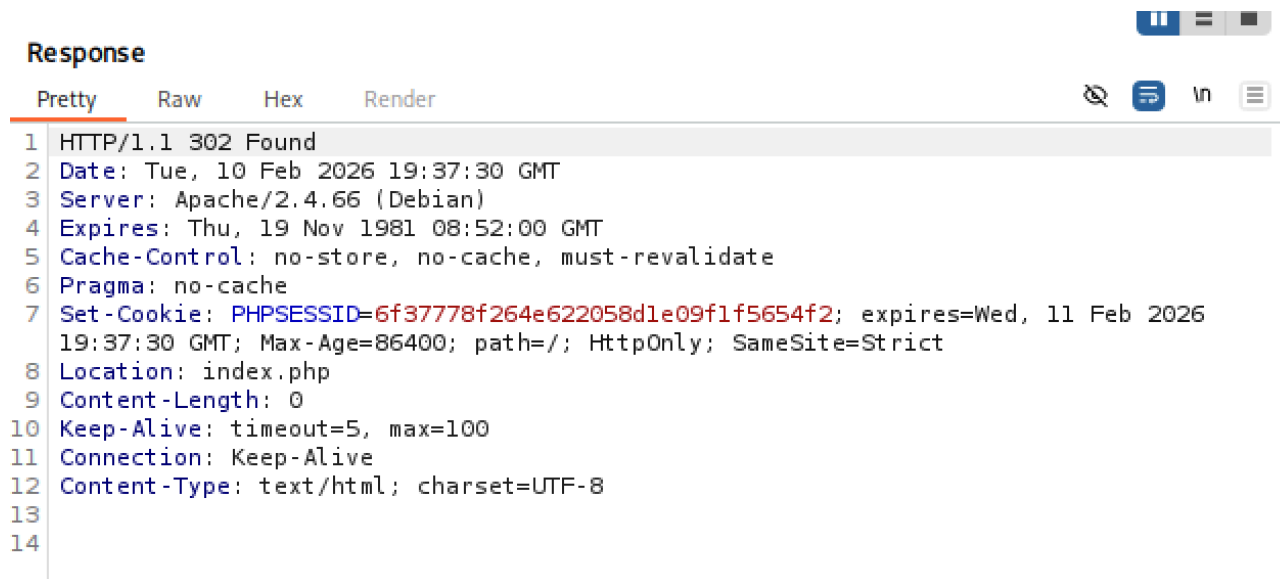 Response
Pretty Raw Hex Render \n
1 HTTP/1.1 302 Found
2 Date: Tue, 10 Feb 2026 19:37:30 GMT
3 Server: Apache/2.4.66 (Debian)
4 Expires: Thu, 19 Nov 1981 08:52:00 GMT
5 Cache-Control: no-store, no-cache, must-revalidate
6 Pragma: no-cache
7 Set-Cookie: PHPSESSID=6f37778f264e622058d1e09f1f5654f2; expires=Wed, 11 Feb 2026
19:37:30 GMT; Max-Age=86400; path=/; HttpOnly; SameSite=Strict
8 Location: index.php
9 Content-Length: 0
10 Keep-Alive: timeout=5, max=100
11 Connection: Keep-Alive
12 Content-Type: text/html; charset=UTF-8
13
14